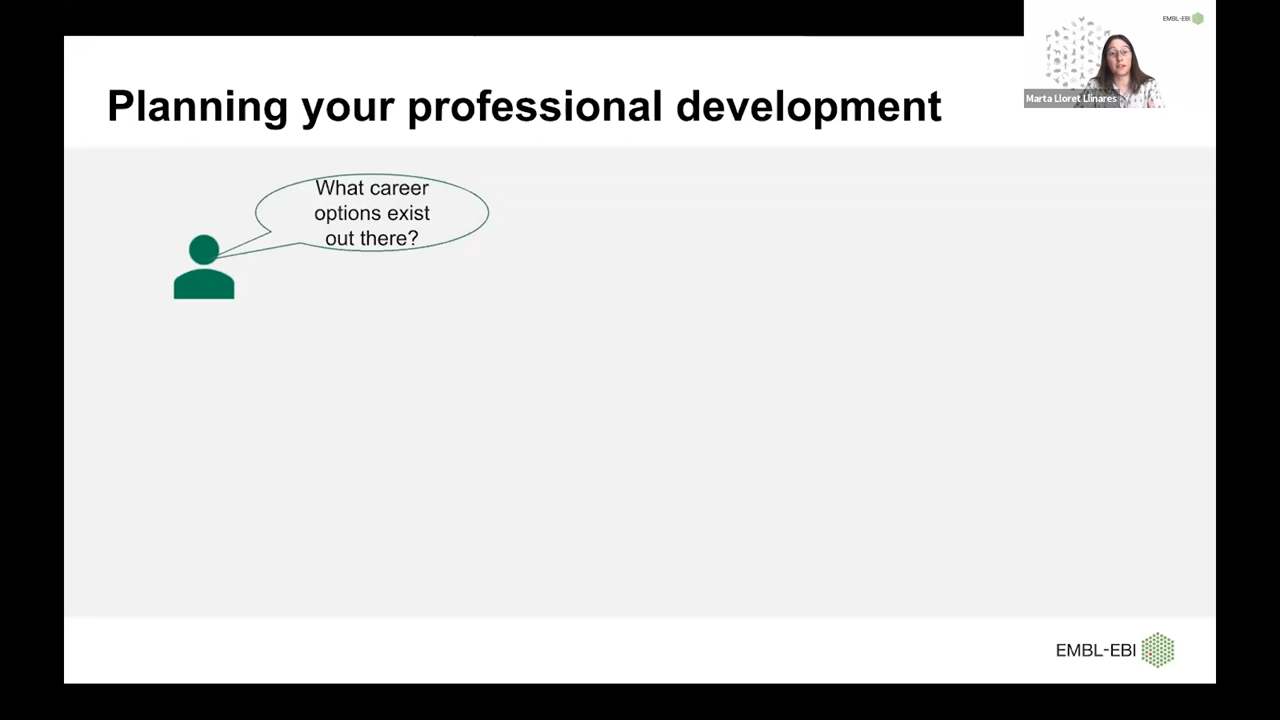 EMBL-EBI
Marta Lloret Llinares
Planning your professional development
What career
options exist
out there?
EMBL-EBI